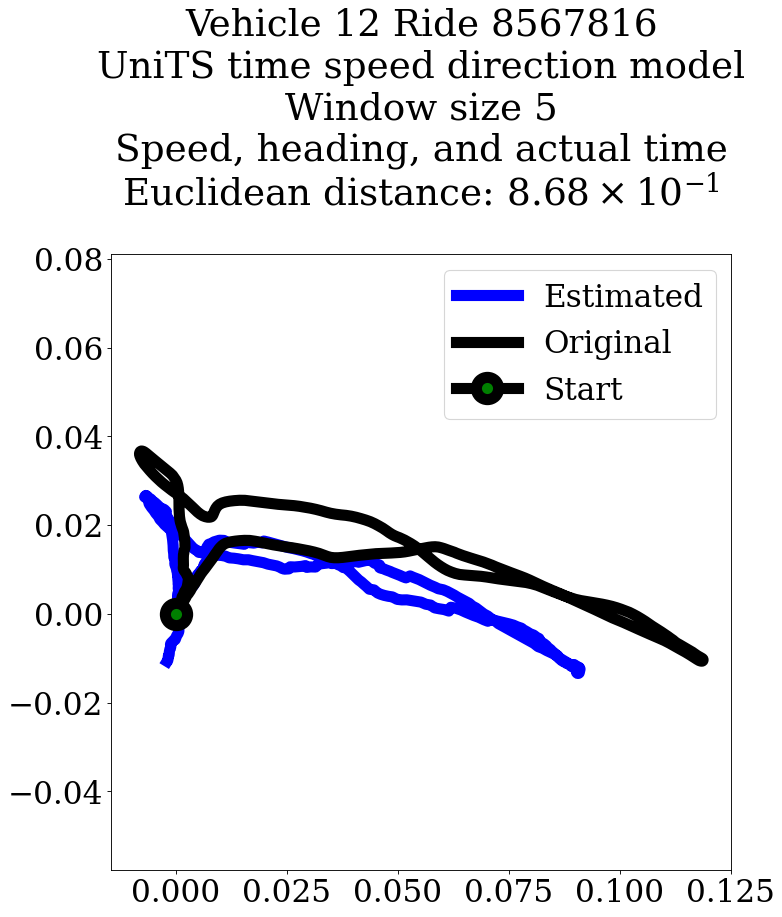 Vehicle 12 Ride 8567816
UniTS time speed direction model
Window size 5
Speed, heading, and actual time
Euclidean distance: 8.68 × 10⁻¹
Estimated
Original
Start
0.08
0.06
0.04
0.02
0.00
−0.02
−0.04
0.000 0.025 0.050 0.075 0.100 0.125